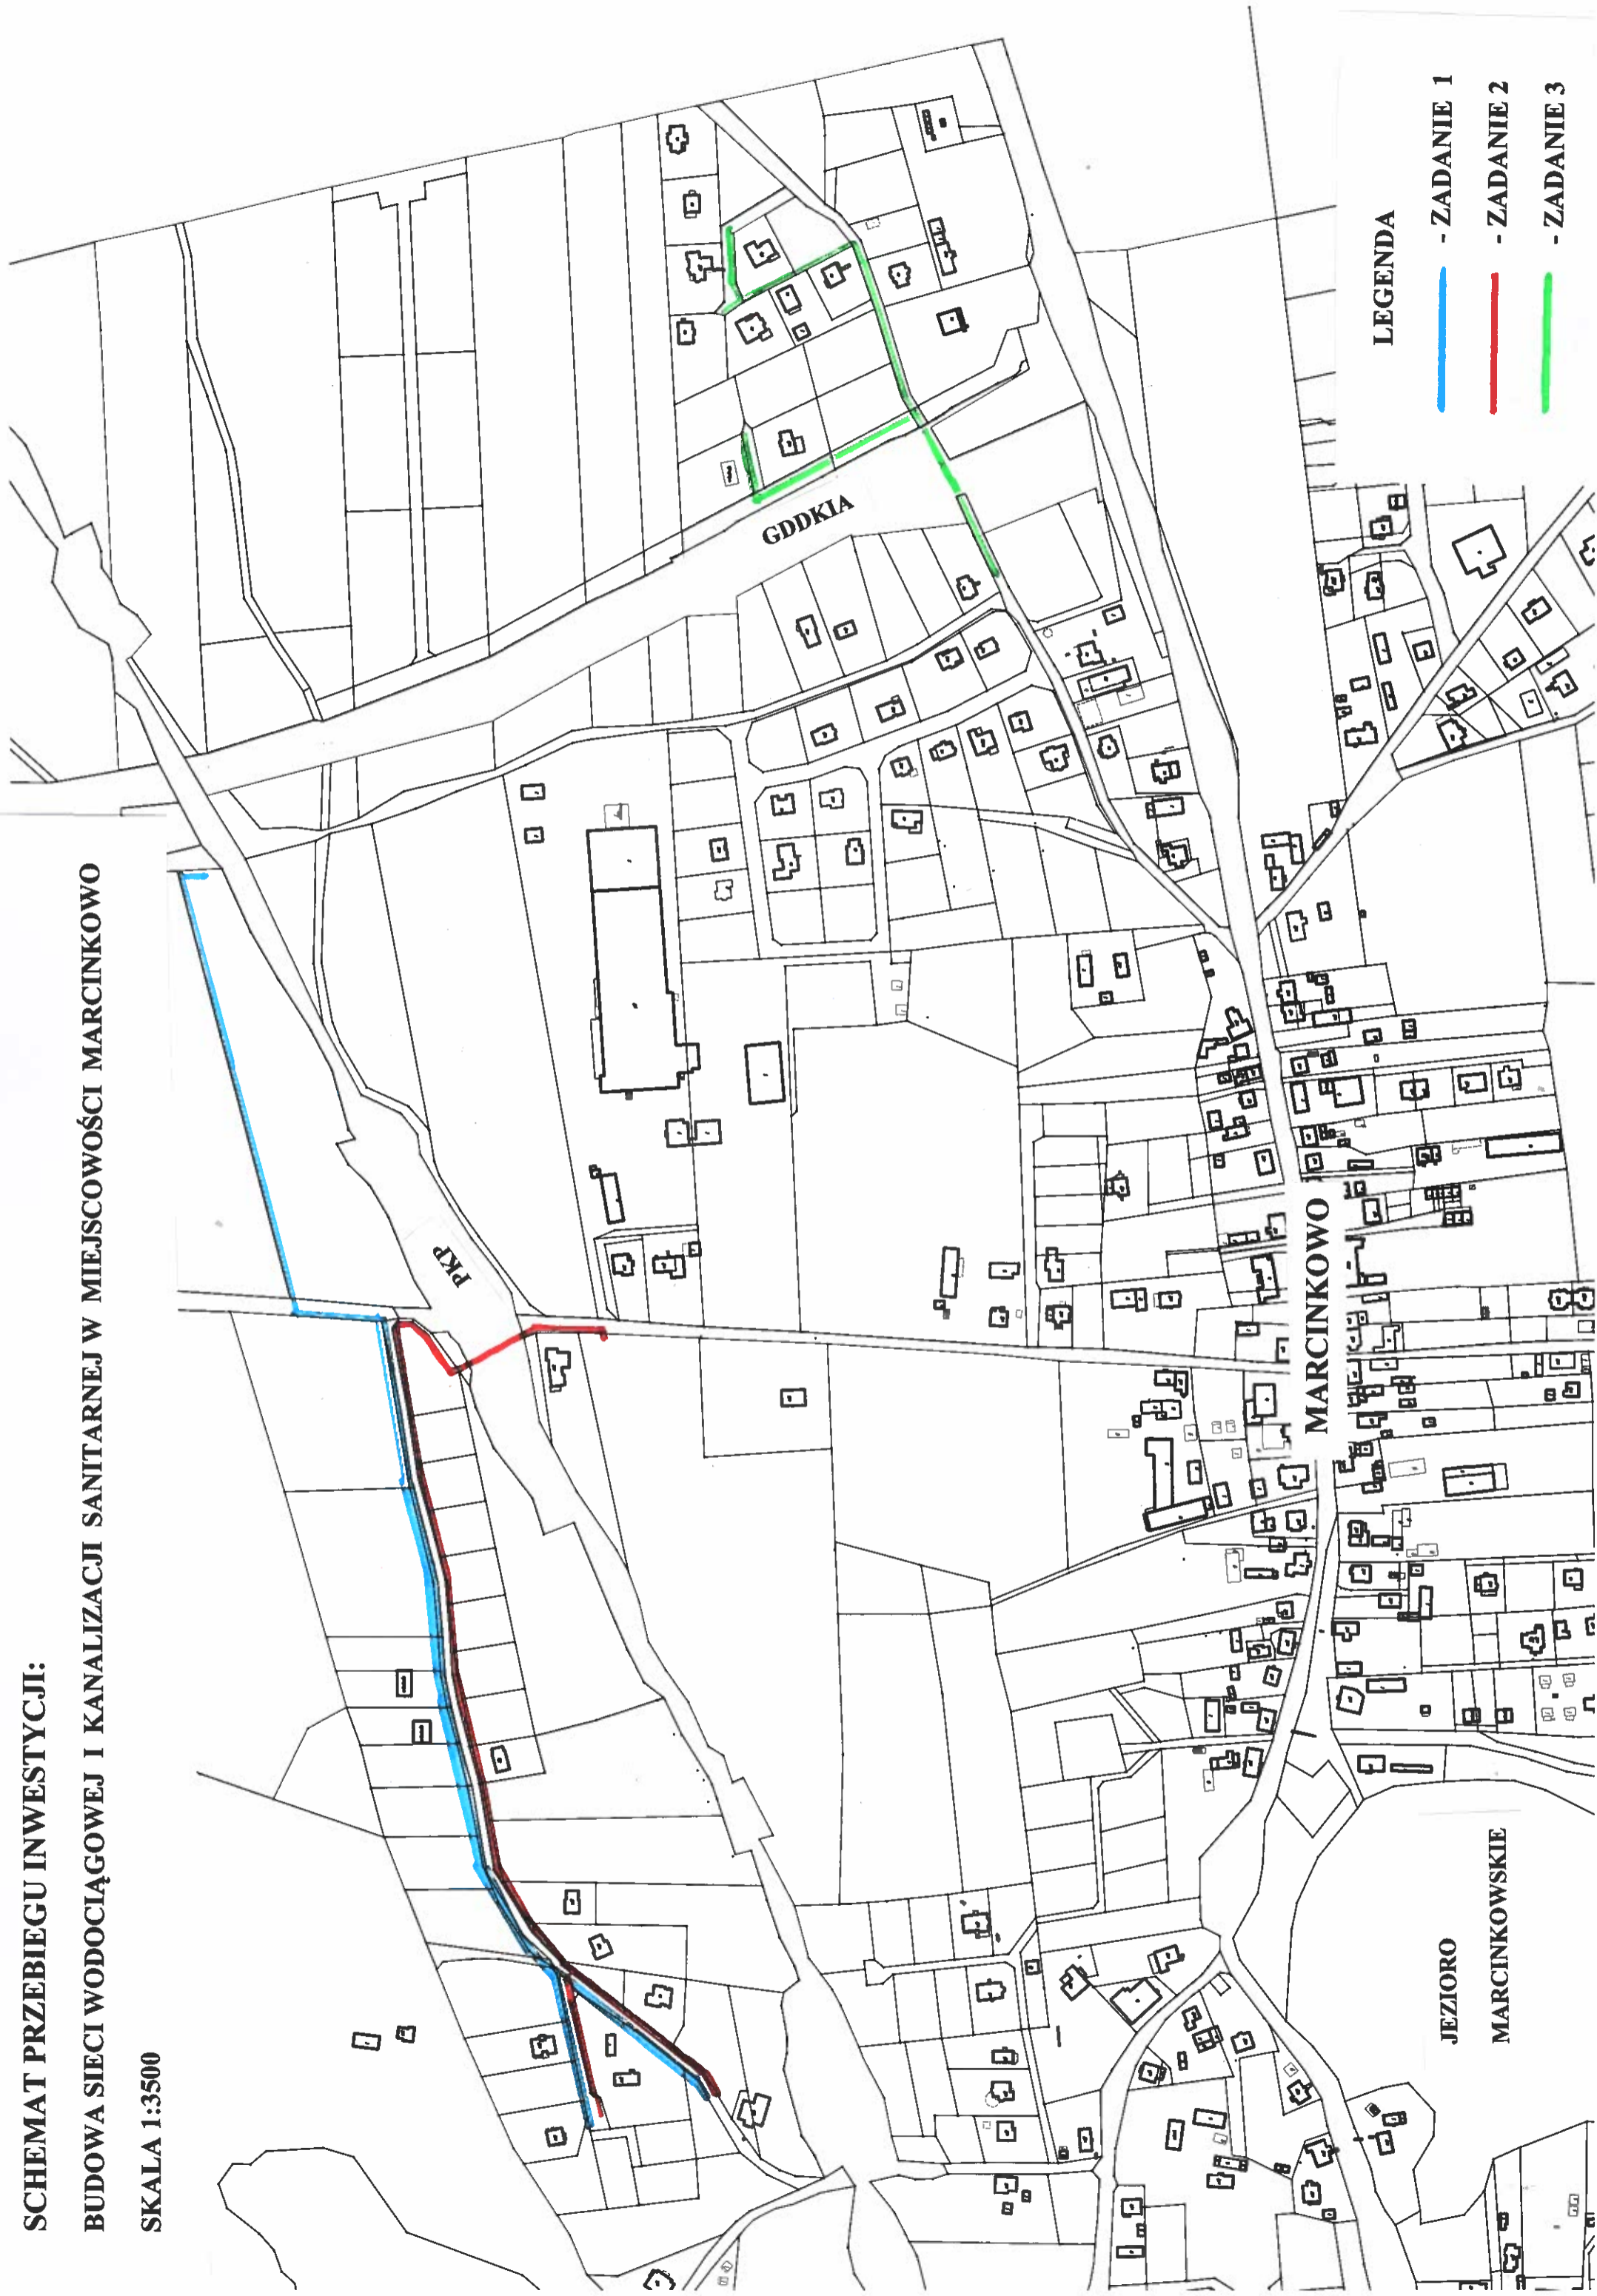 SCHEMAT PRZEBIEGU INWESTYCJI:
BUDOWA SIECI WODOCIĄGOWEJ I KANALIZACJI SANITARNEJ W MIEJSCOWOŚCI MARCINKOWO
SKALA 1:3500
PKP
GDDKIA
MARCINKOWO
JEZIORO
MARCINKOWSKIE
LEGENDA
- ZADANIE 1
- ZADANIE 2
- ZADANIE 3